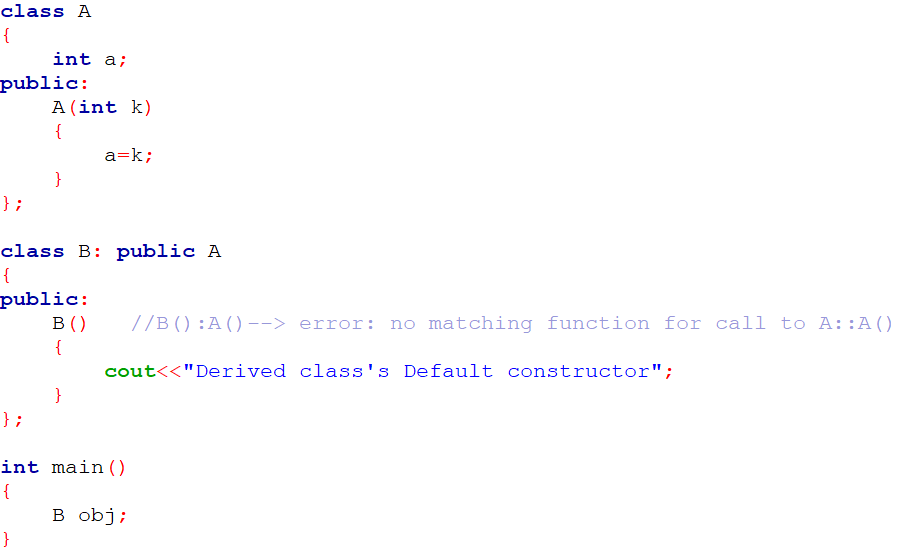 class A
{
    int a;
public:
    A(int k)
    {
        a=k;
    }
};

class B: public A
{
public:
    B()   //B():A()--> error: no matching function for call to A::A()
    {
        cout<<"Derived class's Default constructor";
    }
};

int main()
{
    B obj;
}